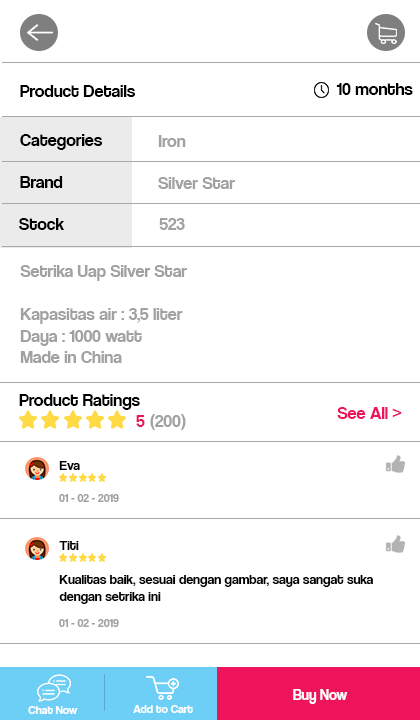 Product Details
10 months
Categories Iron
Brand Silver Star
Stock 523
Setrika Uap Silver Star
Kapasitas air : 3,5 liter
Daya : 1000 watt
Made in China
Product Ratings
5 (200)
See All >
Eva
01 - 02 - 2019
Titi
Kualitas baik, sesuai dengan gambar, saya sangat suka
dengan setrika ini
01 - 02 - 2019
Chat Now
Add to Cart
Buy Now